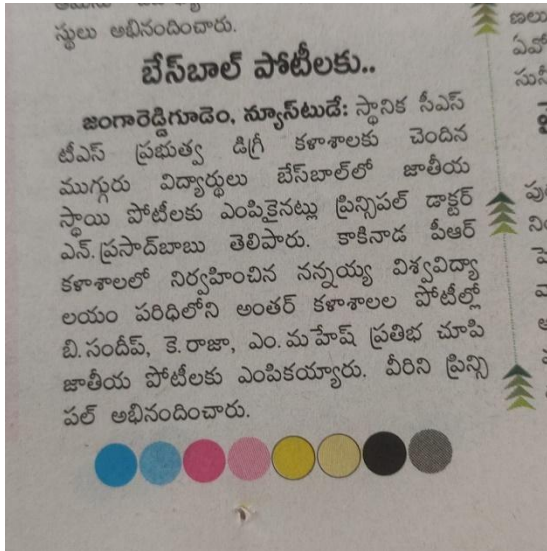 స్థులు అభినందించారు.
బేస్‌బాల్ పోటీలకు..
జంగారెడ్డిగూడెం, న్యూస్‌టుడే: స్థానిక సీఎస్
టీఎస్ ప్రభుత్వ డిగ్రీ కళాశాలకు చెందిన
ముగ్గురు విద్యార్థులు బేస్‌బాల్‌లో జాతీయ
స్థాయి పోటీలకు ఎంపికైనట్లు ప్రిన్సిపల్ డాక్టర్
ఎన్.ప్రసాద్‌బాబు తెలిపారు. కాకినాడ పీఆర్
కళాశాలలో నిర్వహించిన నన్నయ్య విశ్వవిద్యా
లయం పరిధిలోని అంతర్ కళాశాలల పోటీల్లో
బి.సందీప్, కె.రాజా, ఎం.మహేష్ ప్రతిభ చూపి
జాతీయ పోటీలకు ఎంపికయ్యారు. వీరిని ప్రిన్సి
పల్ అభినందించారు.